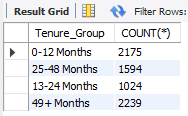 Result Grid Filter Rows:
Tenure_Group COUNT(*)
0-12 Months 2175
25-48 Months 1594
13-24 Months 1024
49+ Months 2239